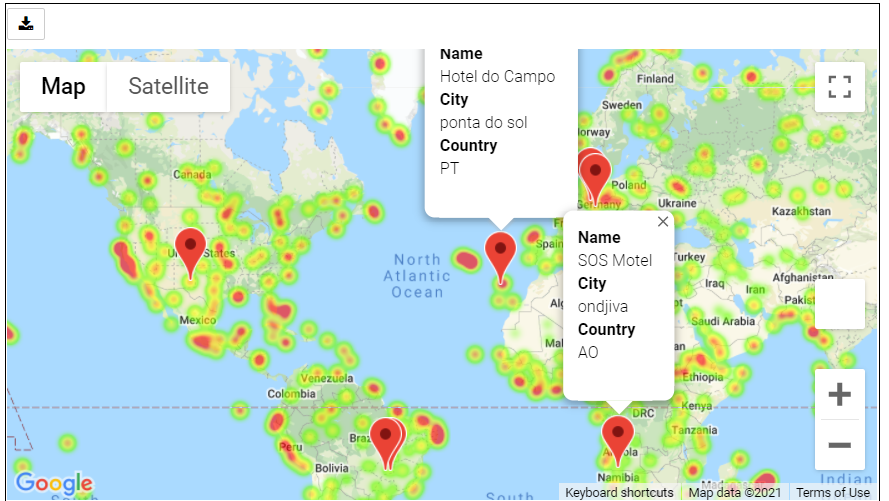 Map
Satellite
Name
Hotel do Campo
City
ponta do sol
Country
PT
Name
SOS Motel
City
ondjiva
Country
AO
Finland
Sweden
Norway
Canada
Poland
Germany
Ukraine
Kazakhstan
United States
Spain
Turkey
North
Atlantic
Ocean
Iraq
Iran
Afghanistan
Mexico
Saudi Arabia
Mali
Venezuela
Ethiopia
Colombia
DRC
Kenya
Peru
Tanzania
Angola
Bolivia
Namibia
Google
South
South
Indian
Keyboard shortcuts
Map data ©2021
Terms of Use